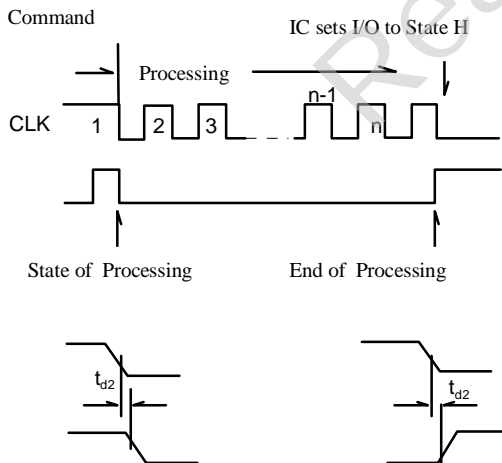 Command
IC sets I/O to State H
Processing
CLK 1 2 3 n-1 n
State of Processing End of Processing
td2 td2